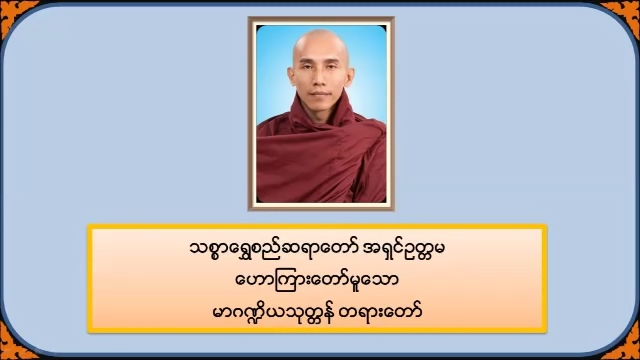 သစ္စာရွှေစည်ဆရာတော် အရှင်ဥတ္တမ
ဟောကြားတော်မူသော
မာဂဏ္ဍိယသုတ္တန် တရားတော်